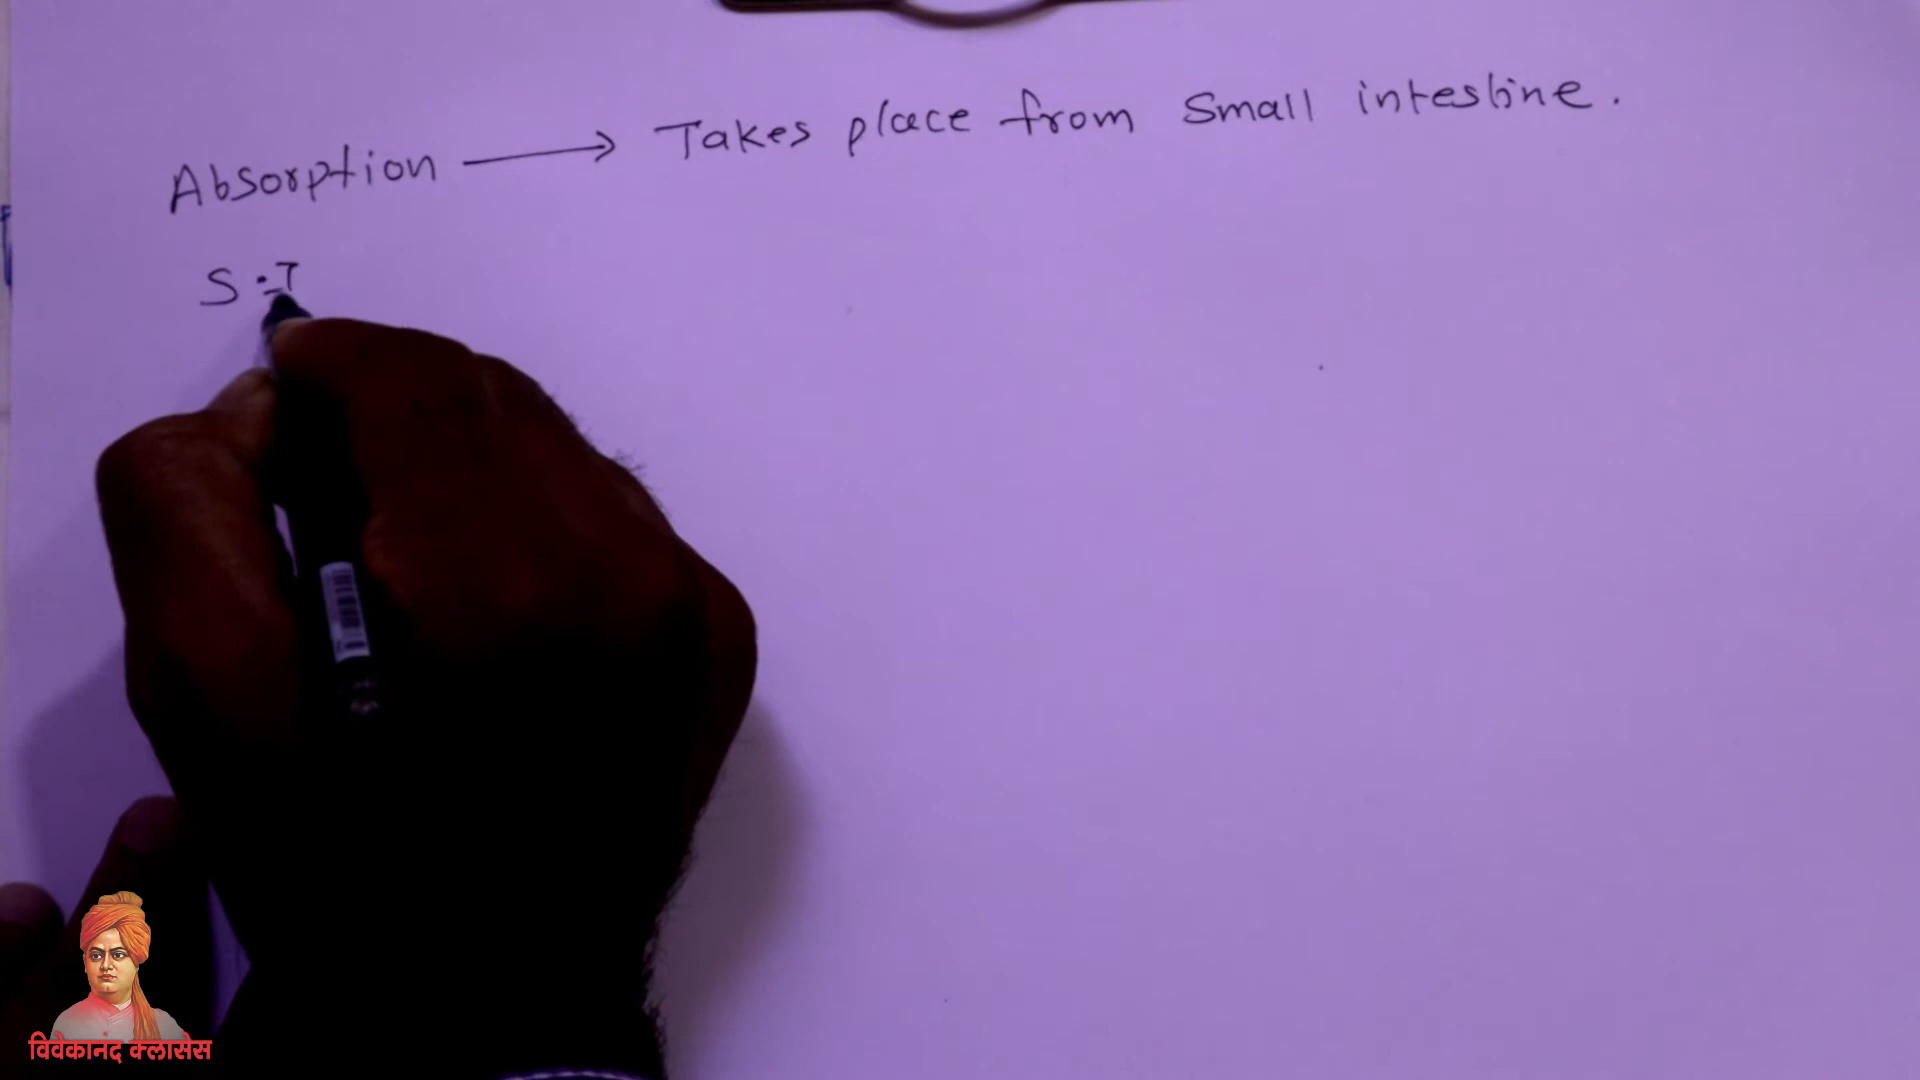 Absorption → Takes place from Small intestine.
S.I
विवेकानंद क्लासेस